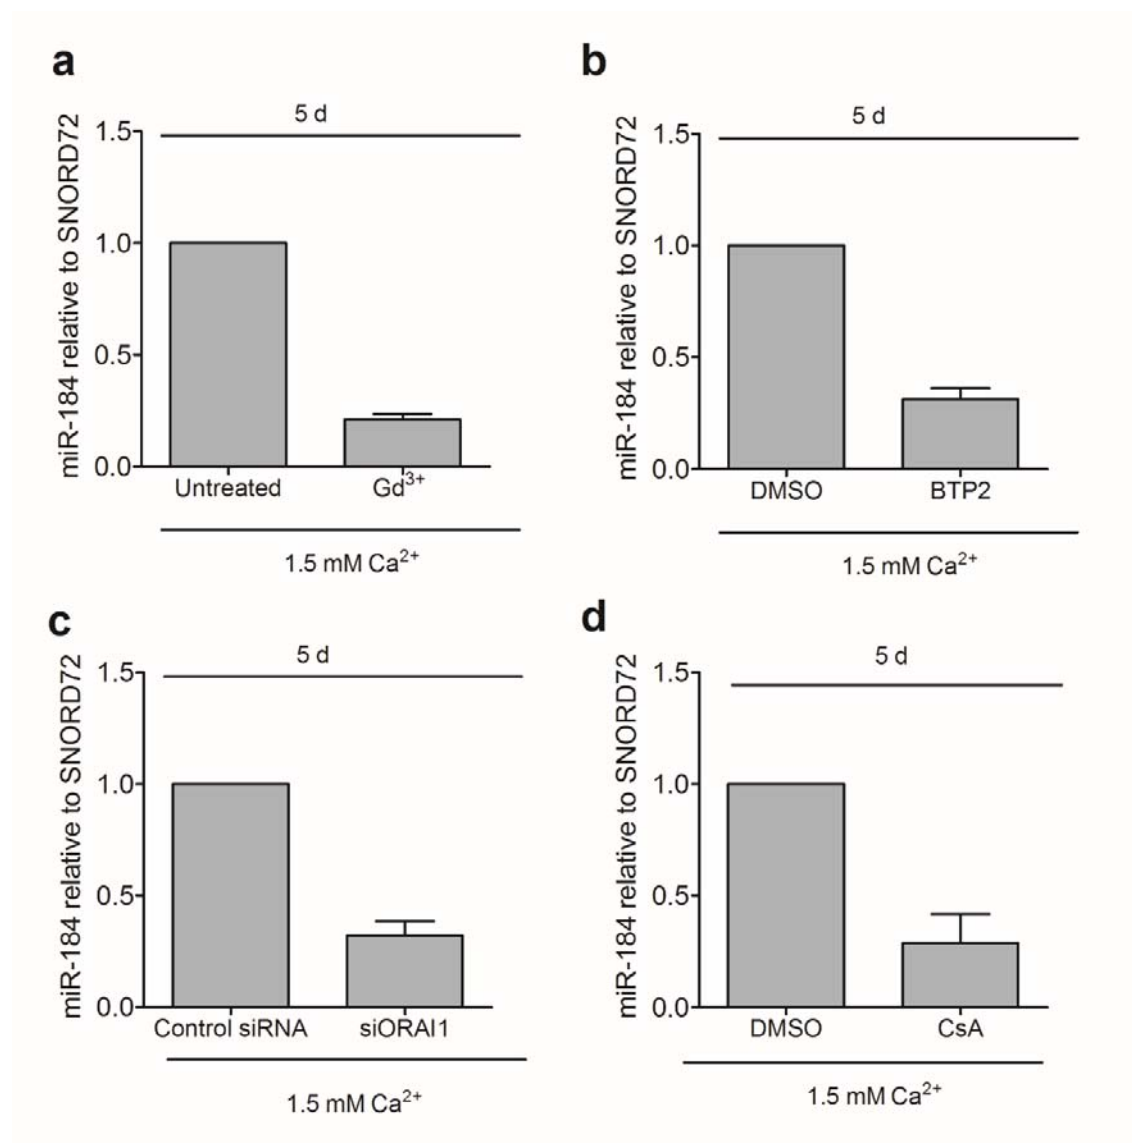 a
5 d
miR-184 relative to SNORD72
1.5
1.0
0.5
0.0
Untreated
Gd³⁺
1.5 mM Ca²⁺
b
5 d
miR-184 relative to SNORD72
1.5
1.0
0.5
0.0
DMSO
BTP2
1.5 mM Ca²⁺
c
5 d
miR-184 relative to SNORD72
1.5
1.0
0.5
0.0
Control siRNA
siORAI1
1.5 mM Ca²⁺
d
5 d
miR-184 relative to SNORD72
1.5
1.0
0.5
0.0
DMSO
CsA
1.5 mM Ca²⁺